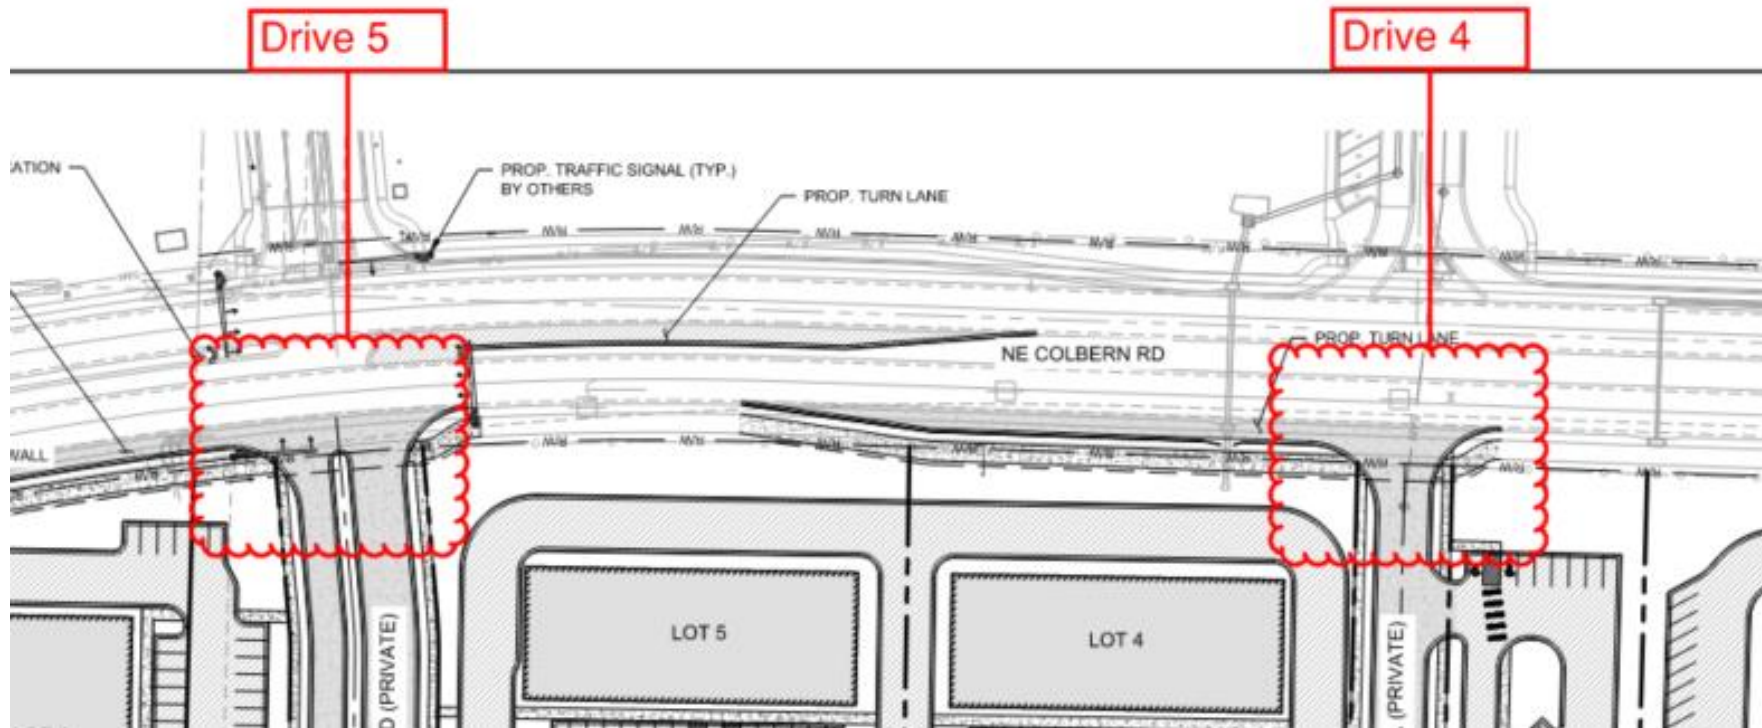 Drive 5
Drive 4
ATION
PROP. TRAFFIC SIGNAL (TYP.)
BY OTHERS
PROP. TURN LANE
R/W
R/W
R/W
R/W
R/W
R/W
R/W
R/W
R/W
R/W
PROP. TURN LANE
NE COLBERN RD
WALL
R/W
R/W
R/W
R/W
R/W
R/W
R/W
R/W
R/W
R/W
LOT 5
LOT 4
D (PRIVATE)
(PRIVATE)